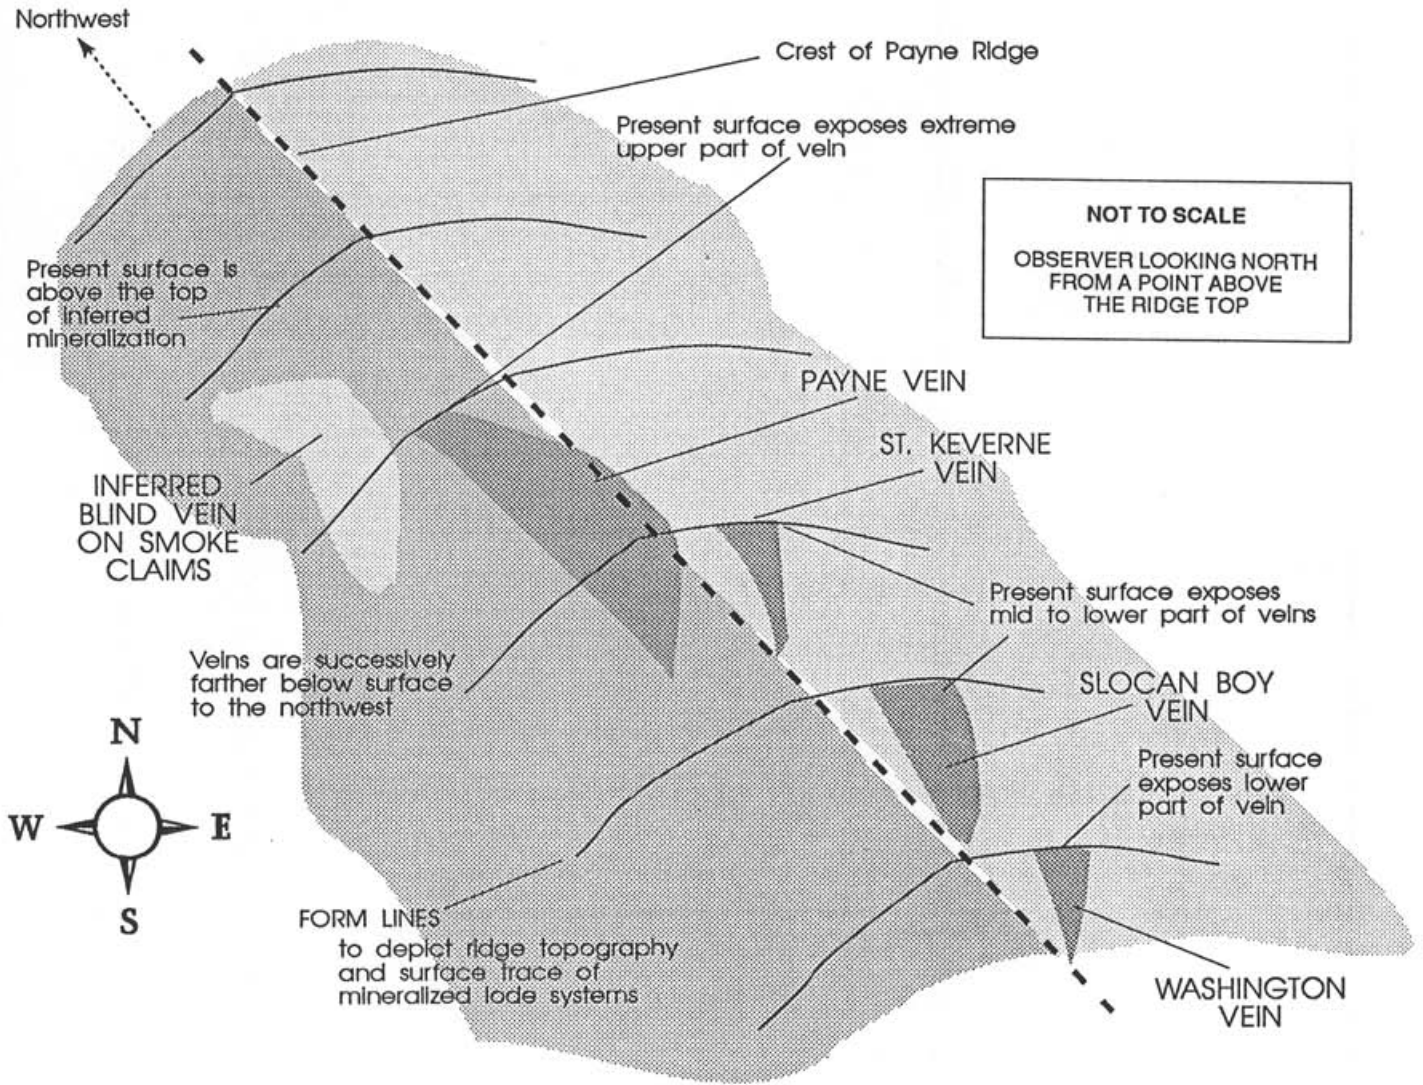 Northwest
Crest of Payne Ridge
Present surface exposes extreme
upper part of vein
NOT TO SCALE
OBSERVER LOOKING NORTH
FROM A POINT ABOVE
THE RIDGE TOP
Present surface is
above the top
of inferred
mineralization
PAYNE VEIN
ST. KEVERNE
VEIN
INFERRED
BLIND VEIN
ON SMOKE
CLAIMS
Present surface exposes
mid to lower part of veins
Veins are successively
farther below surface
to the northwest
SLOCAN BOY
VEIN
Present surface
exposes lower
part of vein
N
W
E
S
FORM LINES
to depict ridge topography
and surface trace of
mineralized lode systems
WASHINGTON
VEIN